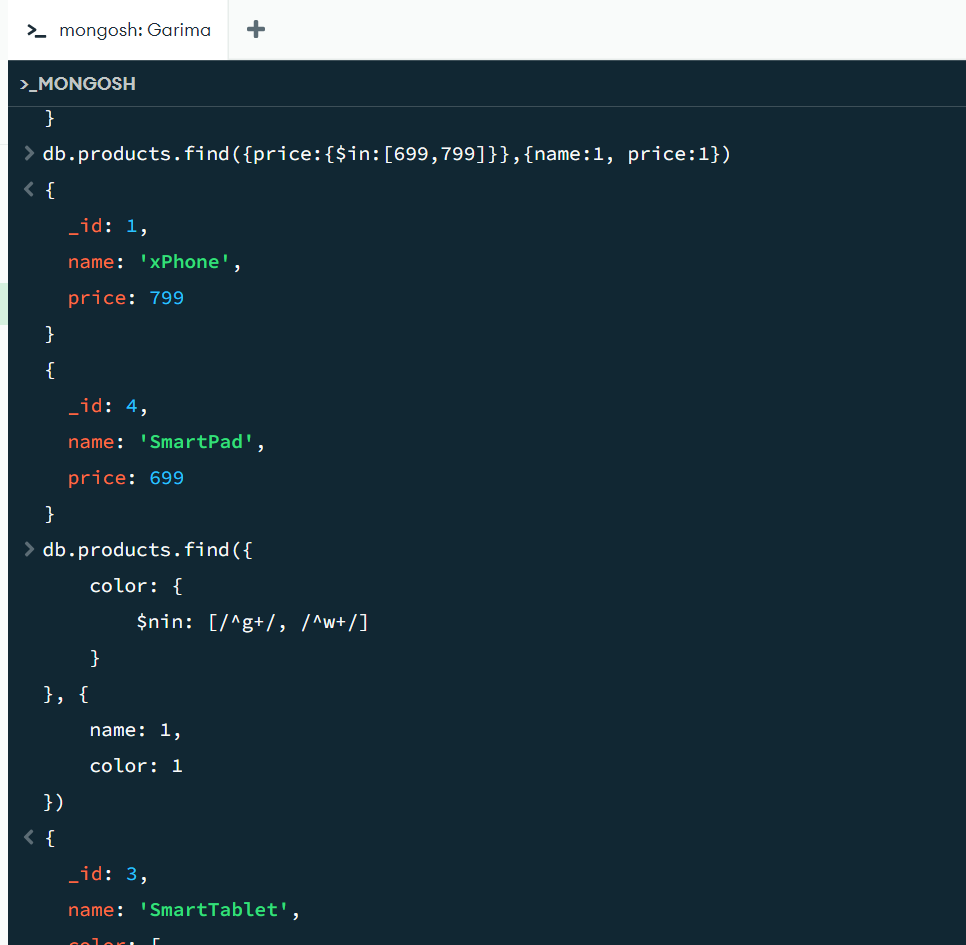 >_ mongosh: Garima +
>_MONGOSH
}
> db.products.find({price:{$in:[699,799]}},{name:1, price:1})
< {
_id: 1,
name: 'xPhone',
price: 799
}
{
_id: 4,
name: 'SmartPad',
price: 699
}
> db.products.find({
color: {
$nin: [/^g+/, /^w+/]
}
}, {
name: 1,
color: 1
})
< {
_id: 3,
name: 'SmartTablet',
color: [